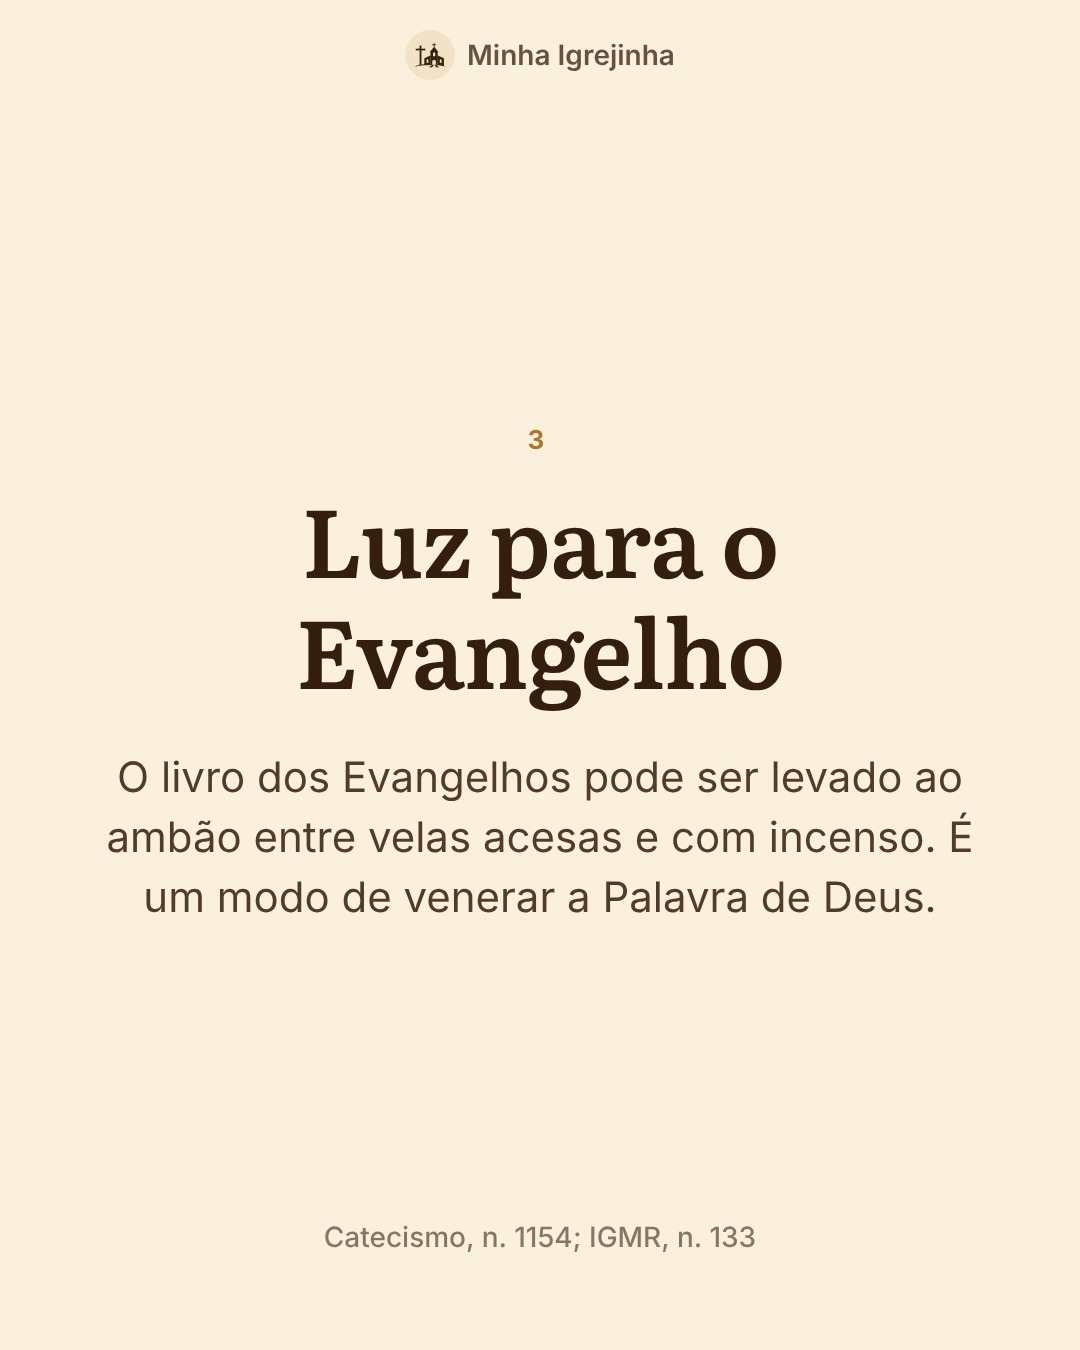 Minha Igrejinha
3
Luz para o
Evangelho
O livro dos Evangelhos pode ser levado ao
ambão entre velas acesas e com incenso. É
um modo de venerar a Palavra de Deus.
Catecismo, n. 1154; IGMR, n. 133